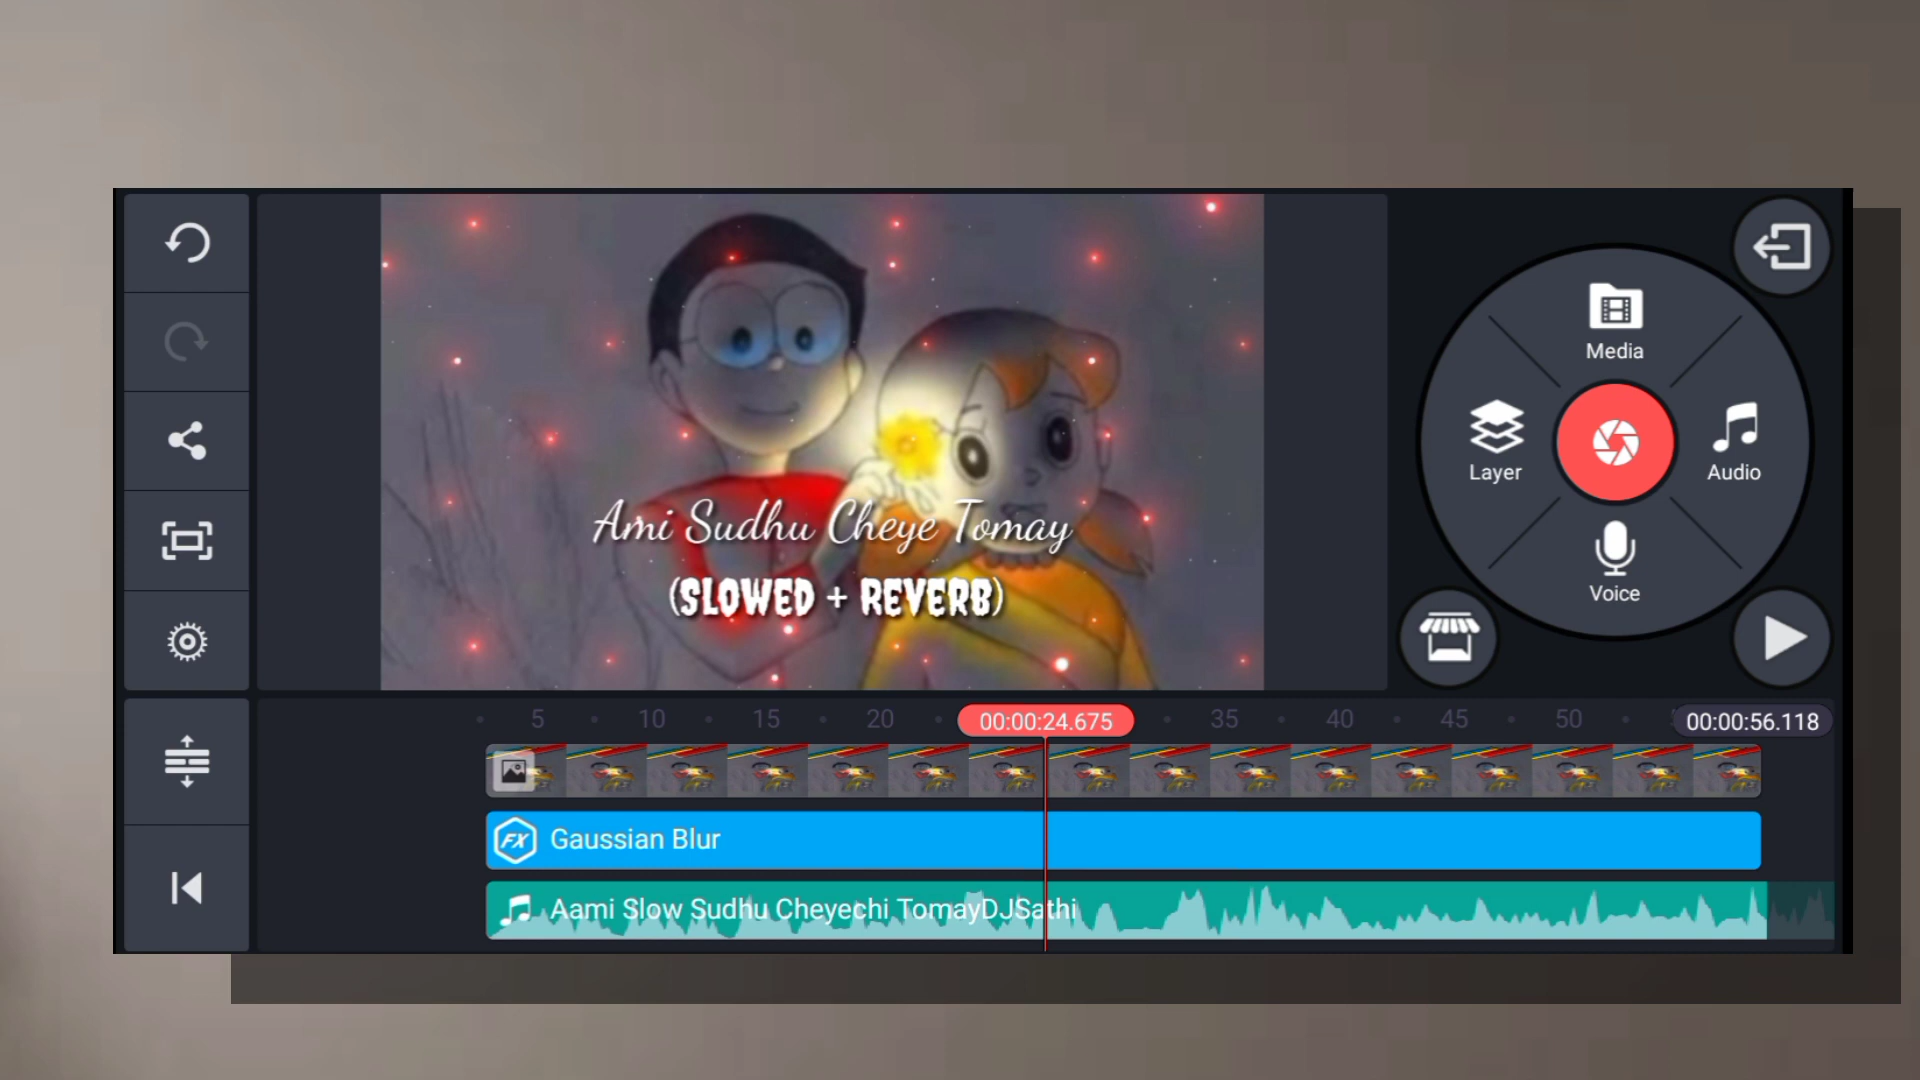 Media
Layer
Audio
Voice
Ami Sudhu Cheye Tomay
(SLOWED + REVERB)
5 10 15 20 00:00:24.675 35 40 45 50 00:00:56.118
FX Gaussian Blur
Aami Slow Sudhu Cheyechi TomayDJSathi